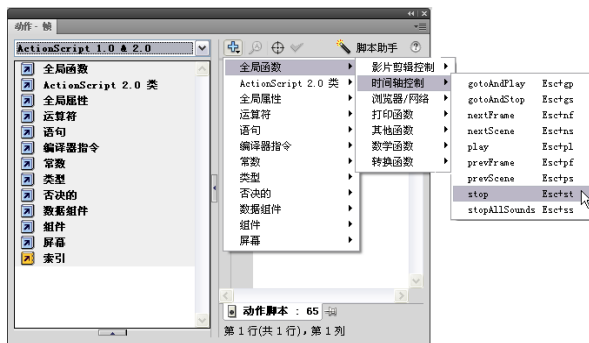 动作 - 帧
ActionScript 1.0 & 2.0
脚本助手
全局函数
ActionScript 2.0 类
全局属性
运算符
语句
编译器指令
常数
类型
否决的
数据组件
组件
屏幕
索引
全局函数
ActionScript 2.0 类
全局属性
运算符
语句
编译器指令
常数
类型
否决的
数据组件
组件
屏幕
影片剪辑控制
时间轴控制
浏览器/网络
打印函数
其他函数
数学函数
转换函数
gotoAndPlay Esc+gp
gotoAndStop Esc+gs
nextFrame Esc+nf
nextScene Esc+ns
play Esc+pl
prevFrame Esc+pf
prevScene Esc+ps
stop Esc+st
stopAllSounds Esc+ss
动作脚本 : 65
第 1 行(共 1 行), 第 1 列